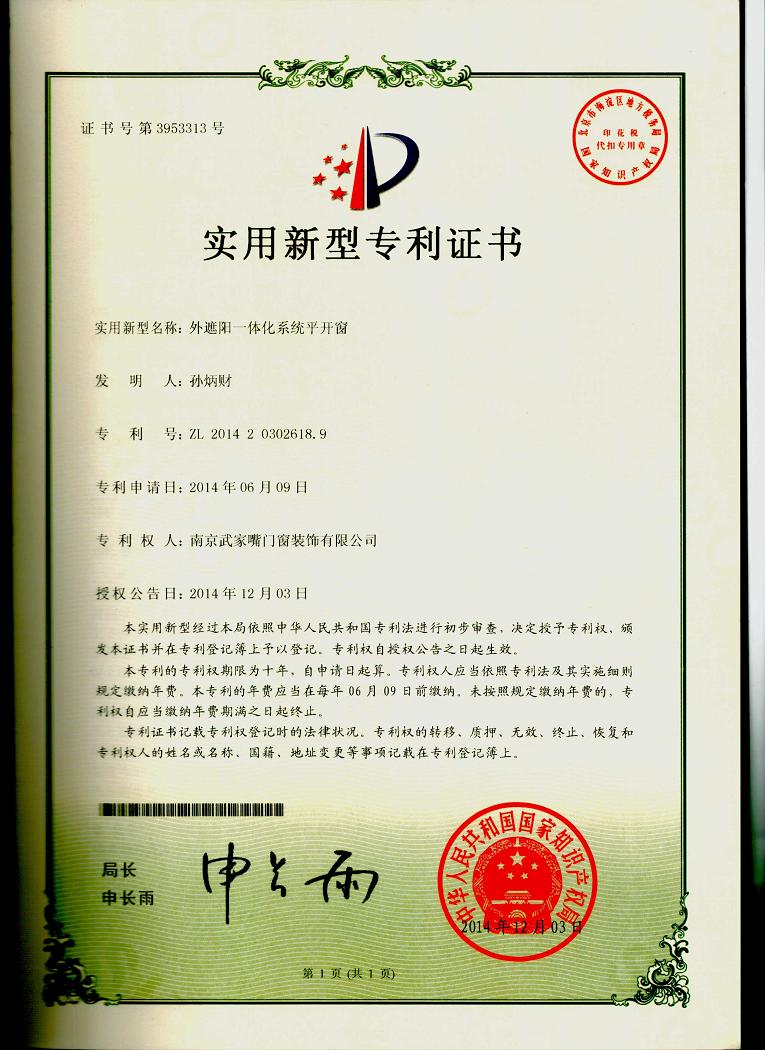 证书号第3953313号
北京市海淀区地方税务局
印花税
代扣专用章
国家知识产权局
实用新型专利证书
实用新型名称：外遮阳一体化系统平开窗
发明人：孙炳财
专利号：ZL 2014 2 0302618.9
专利申请日：2014年06月09日
专利权人：南京武家嘴门窗装饰有限公司
授权公告日：2014年12月03日
本实用新型经过本局依照中华人民共和国专利法进行初步审查，决定授予专利权，颁
发本证书并在专利登记簿上予以登记。专利权自授权公告之日起生效。
本专利的专利权期限为十年，自申请日起算。专利权人应当依照专利法及其实施细则
规定缴纳年费。本专利的年费应当在每年06月09日前缴纳。未按照规定缴纳年费的，专
利权自应当缴纳年费期满之日起终止。
专利证书记载专利权登记时的法律状况。专利权的转移、质押、无效、终止、恢复和
专利权人的姓名或名称、国籍、地址变更等事项记载在专利登记簿上。
局长
申长雨
申长雨
中华人民共和国国家知识产权局
2014年12月03日
第1页(共1页)